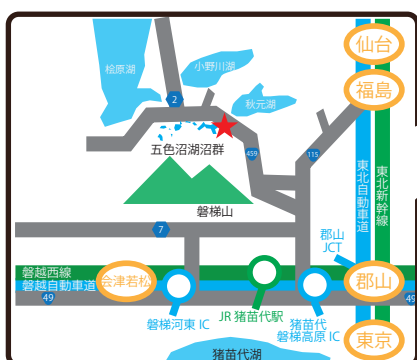 仙台
小野川湖
桧原湖
福島
2
秋元湖
五色沼湖沼群
459
115
東北自動車道
東北新幹線
磐梯山
7
郡山
JCT
磐越西線
会津若松
郡山
磐越自動車道
49
49
磐梯河東 IC
JR 猪苗代駅
猪苗代
磐梯高原 IC
東京
猪苗代湖